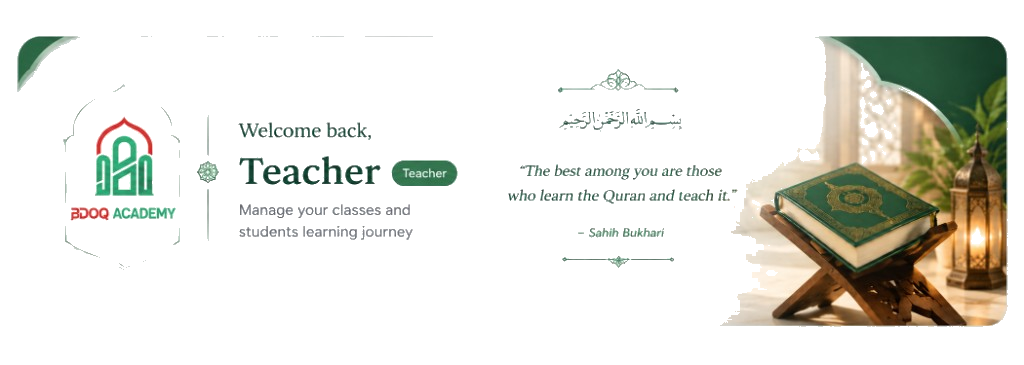 BDOQ ACADEMY
Welcome back,
Teacher
Teacher
Manage your classes and
students learning journey
بِسْمِ اللَّهِ الرَّحْمَٰنِ الرَّحِيمِ
“The best among you are those
who learn the Quran and teach it.”
– Sahih Bukhari